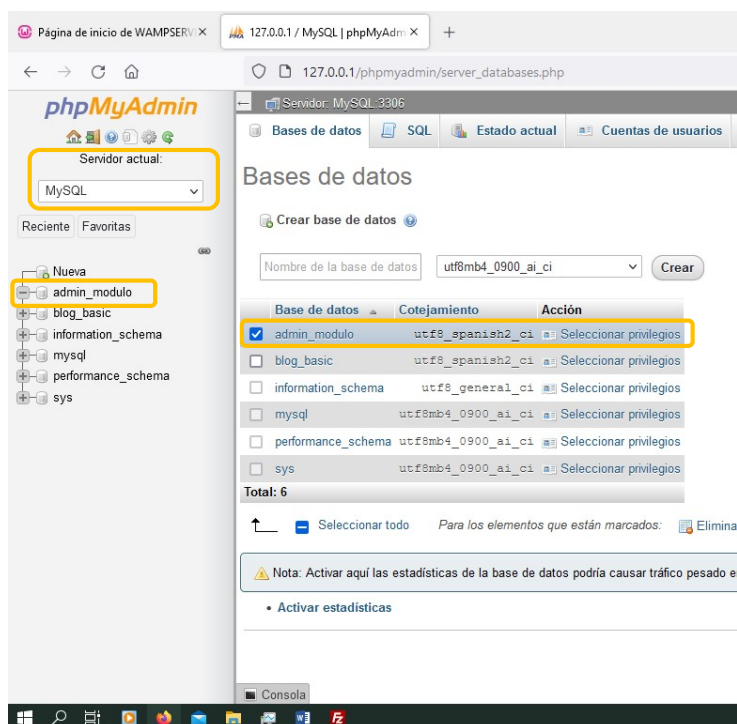 Página de inicio de WAMPSERV
127.0.0.1 / MySQL | phpMyAdm
127.0.0.1/phpmyadmin/server_databases.php
phpMyAdmin
Servidor actual:
MySQL
Reciente Favoritas
Nueva
admin_modulo
blog_basic
information_schema
mysql
performance_schema
sys
Servidor: MySQL:3306
Bases de datos SQL Estado actual Cuentas de usuarios
Bases de datos
Crear base de datos
Nombre de la base de datos utf8mb4_0900_ai_ci Crear
Base de datos Cotejamiento Acción
admin_modulo utf8_spanish2_ci Seleccionar privilegios
blog_basic utf8_spanish2_ci Seleccionar privilegios
information_schema utf8_general_ci Seleccionar privilegios
mysql utf8mb4_0900_ai_ci Seleccionar privilegios
performance_schema utf8mb4_0900_ai_ci Seleccionar privilegios
sys utf8mb4_0900_ai_ci Seleccionar privilegios
Total: 6
Seleccionar todo Para los elementos que están marcados: Elimina
Nota: Activar aquí las estadísticas de la base de datos podría causar tráfico pesado e
• Activar estadísticas
Consola